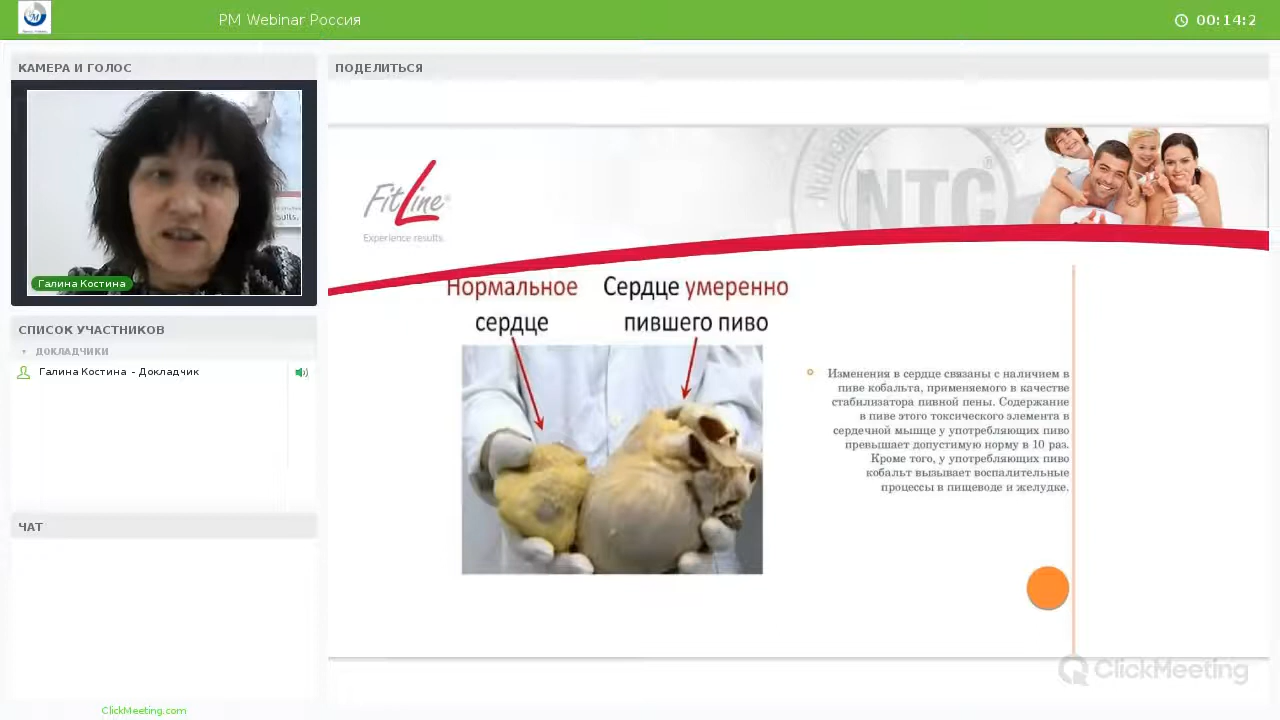 PM Webinar Россия
00:14:2
КАМЕРА И ГОЛОС
Галина Костина
СПИСОК УЧАСТНИКОВ
ДОКЛАДЧИКИ
Галина Костина - Докладчик
ЧАТ
ClickMeeting.com
ПОДЕЛИТЬСЯ
FitLine®
Experience results.
NTC®
Нормальное
сердце
Сердце умеренно
пившего пиво
Изменения в сердце связаны с наличием в
пиве кобальта, применяемого в качестве
стабилизатора пивной пены. Содержание
в пиве этого токсического элемента в
сердечной мышце у употребляющих пиво
превышает допустимую норму в 10 раз.
Кроме того, у употребляющих пиво
кобальт вызывает воспалительные
процессы в пищеводе и желудке.
ClickMeeting